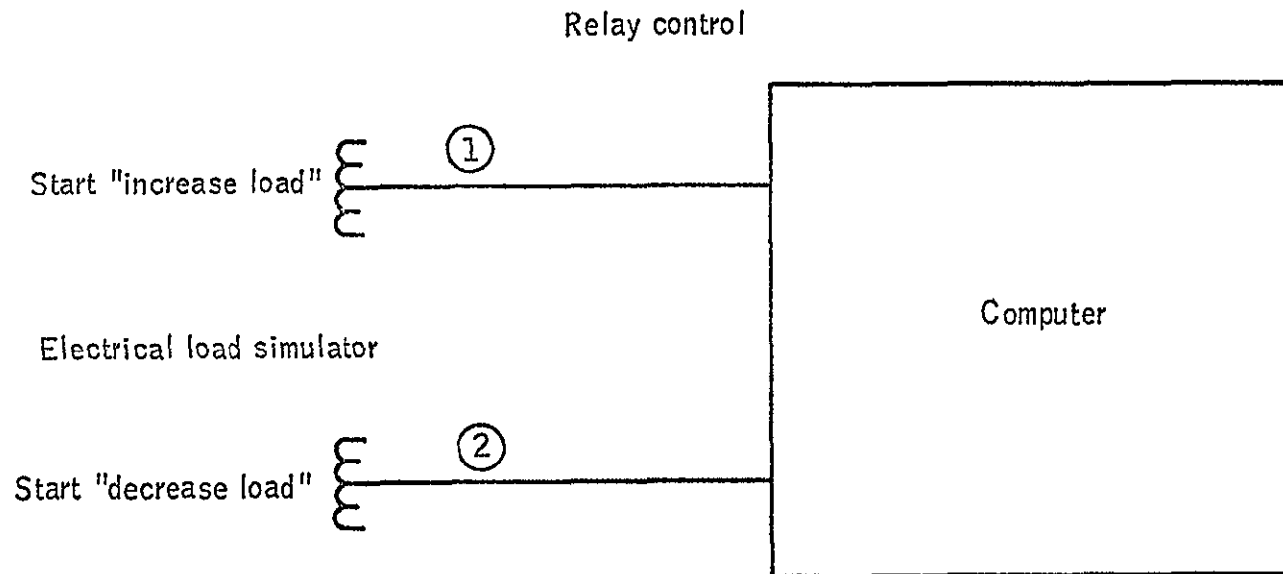 Relay control
1
Start "increase load"
Computer
Electrical load simulator
2
Start "decrease load"